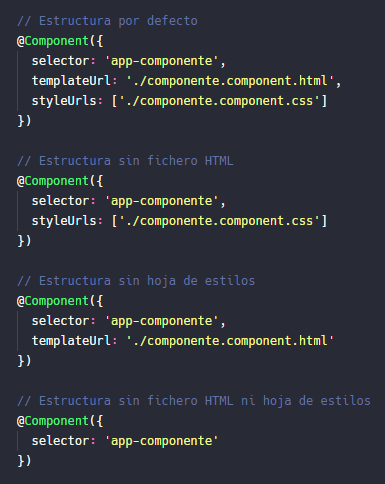 // Estructura por defecto
@Component({
  selector: 'app-componente',
  templateUrl: './componente.component.html',
  styleUrls: ['./componente.component.css']
})

// Estructura sin fichero HTML
@Component({
  selector: 'app-componente',
  styleUrls: ['./componente.component.css']
})

// Estructura sin hoja de estilos
@Component({
  selector: 'app-componente',
  templateUrl: './componente.component.html'
})

// Estructura sin fichero HTML ni hoja de estilos
@Component({
  selector: 'app-componente'
})